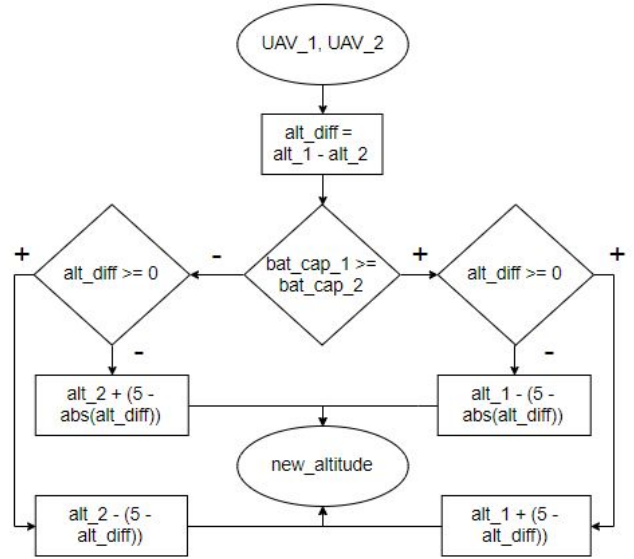 UAV_1, UAV_2
alt_diff =
alt_1 - alt_2
+
-
+
+
alt_diff >= 0
bat_cap_1 >=
bat_cap_2
alt_diff >= 0
-
-
alt_2 + (5 -
abs(alt_diff))
alt_1 - (5 -
abs(alt_diff))
new_altitude
alt_2 - (5 -
alt_diff))
alt_1 + (5 -
alt_diff))